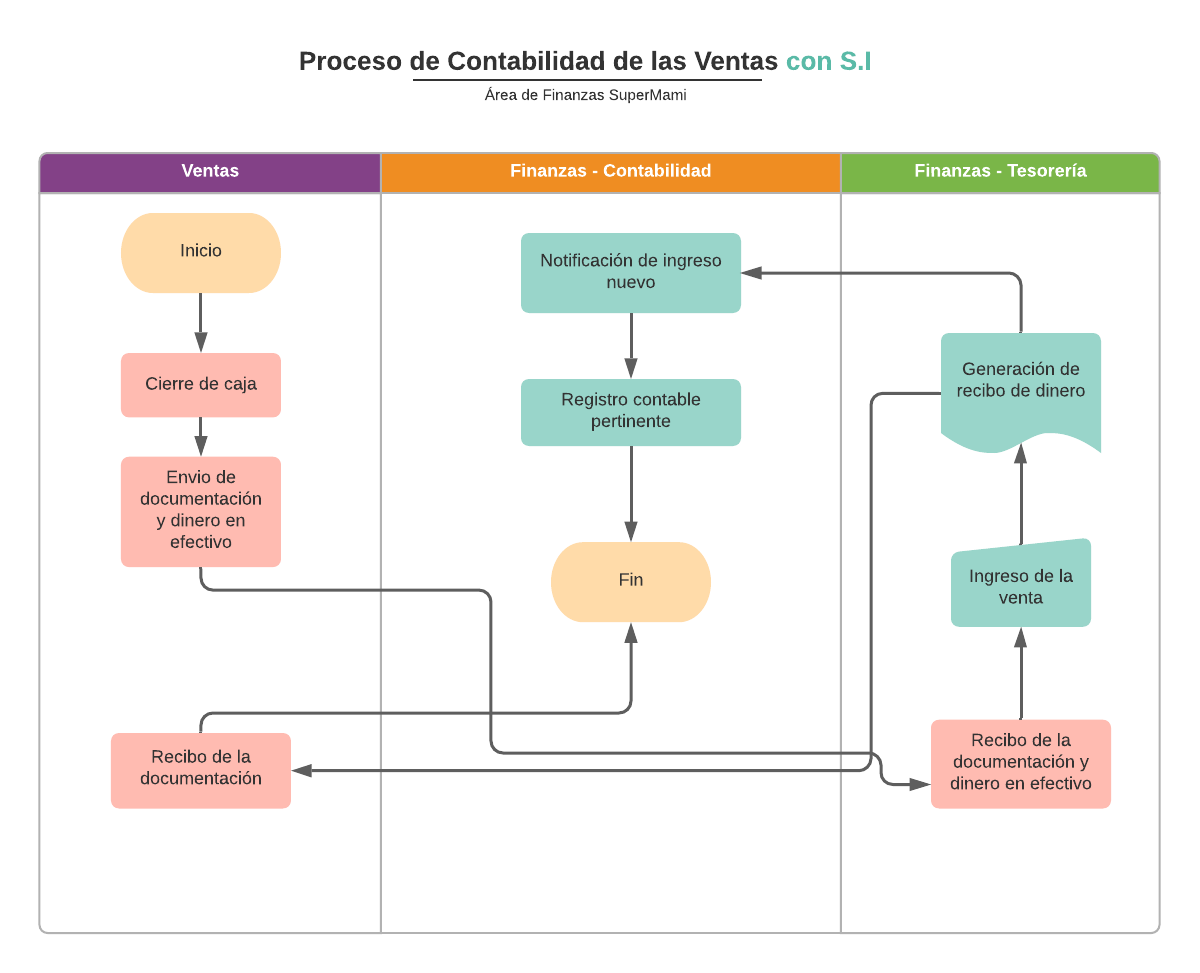 Proceso de Contabilidad de las Ventas con S.I
Área de Finanzas SuperMami
Ventas
Finanzas - Contabilidad
Finanzas - Tesorería
Inicio
Cierre de caja
Envio de
documentación
y dinero en
efectivo
Recibo de la
documentación
Notificación de ingreso
nuevo
Registro contable
pertinente
Fin
Generación de
recibo de dinero
Ingreso de la
venta
Recibo de la
documentación y
dinero en efectivo